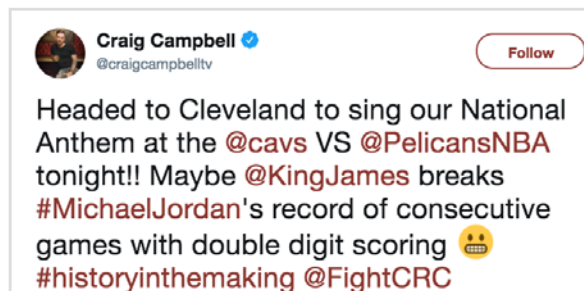 Craig Campbell
@craigcampbelltv
Follow
Headed to Cleveland to sing our National
Anthem at the @cavs VS @PelicansNBA
tonight!! Maybe @KingJames breaks
#MichaelJordan's record of consecutive
games with double digit scoring 😬
#historyinthemaking @FightCRC